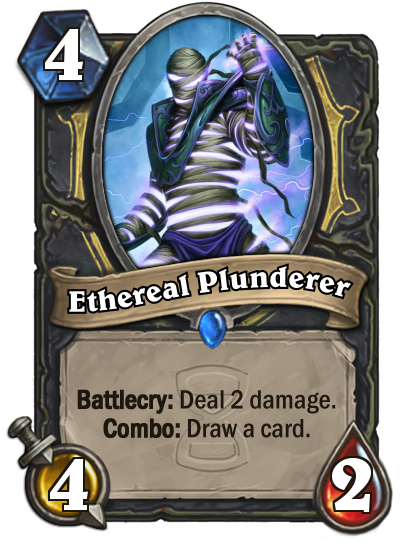 4
Ethereal Plunderer
Battlecry: Deal 2 damage.
Combo: Draw a card.
4
2